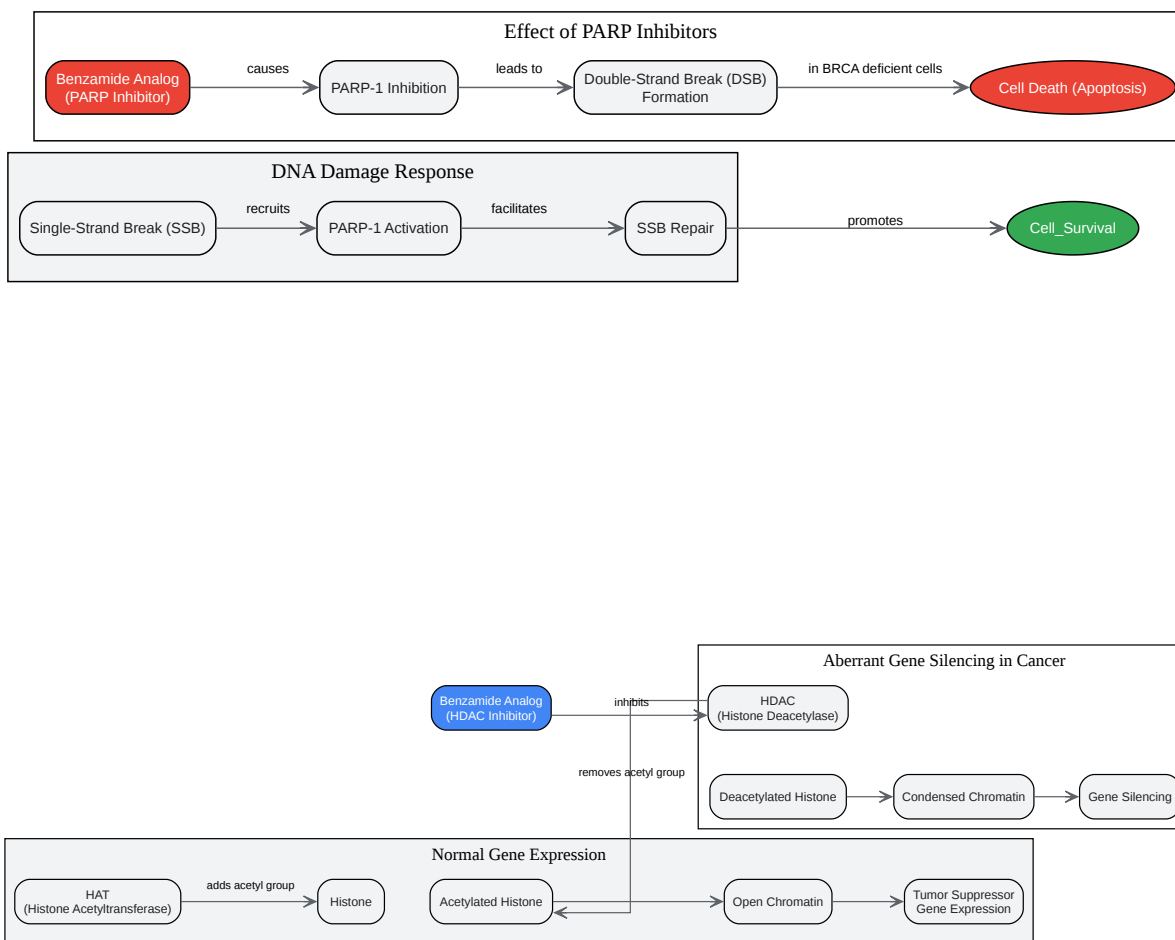 Effect of PARP Inhibitors
Benzamide Analog
(PARP Inhibitor)
causes
PARP-1 Inhibition
leads to
Double-Strand Break (DSB)
Formation
in BRCA deficient cells
Cell Death (Apoptosis)
DNA Damage Response
Single-Strand Break (SSB)
recruits
PARP-1 Activation
facilitates
SSB Repair
promotes
Cell_Survival
Aberrant Gene Silencing in Cancer
Benzamide Analog
(HDAC Inhibitor)
inhibits
HDAC
(Histone Deacetylase)
removes acetyl group
Deacetylated Histone
Condensed Chromatin
Gene Silencing
Normal Gene Expression
HAT
(Histone Acetyltransferase)
adds acetyl group
Histone
Acetylated Histone
Open Chromatin
Tumor Suppressor
Gene Expression